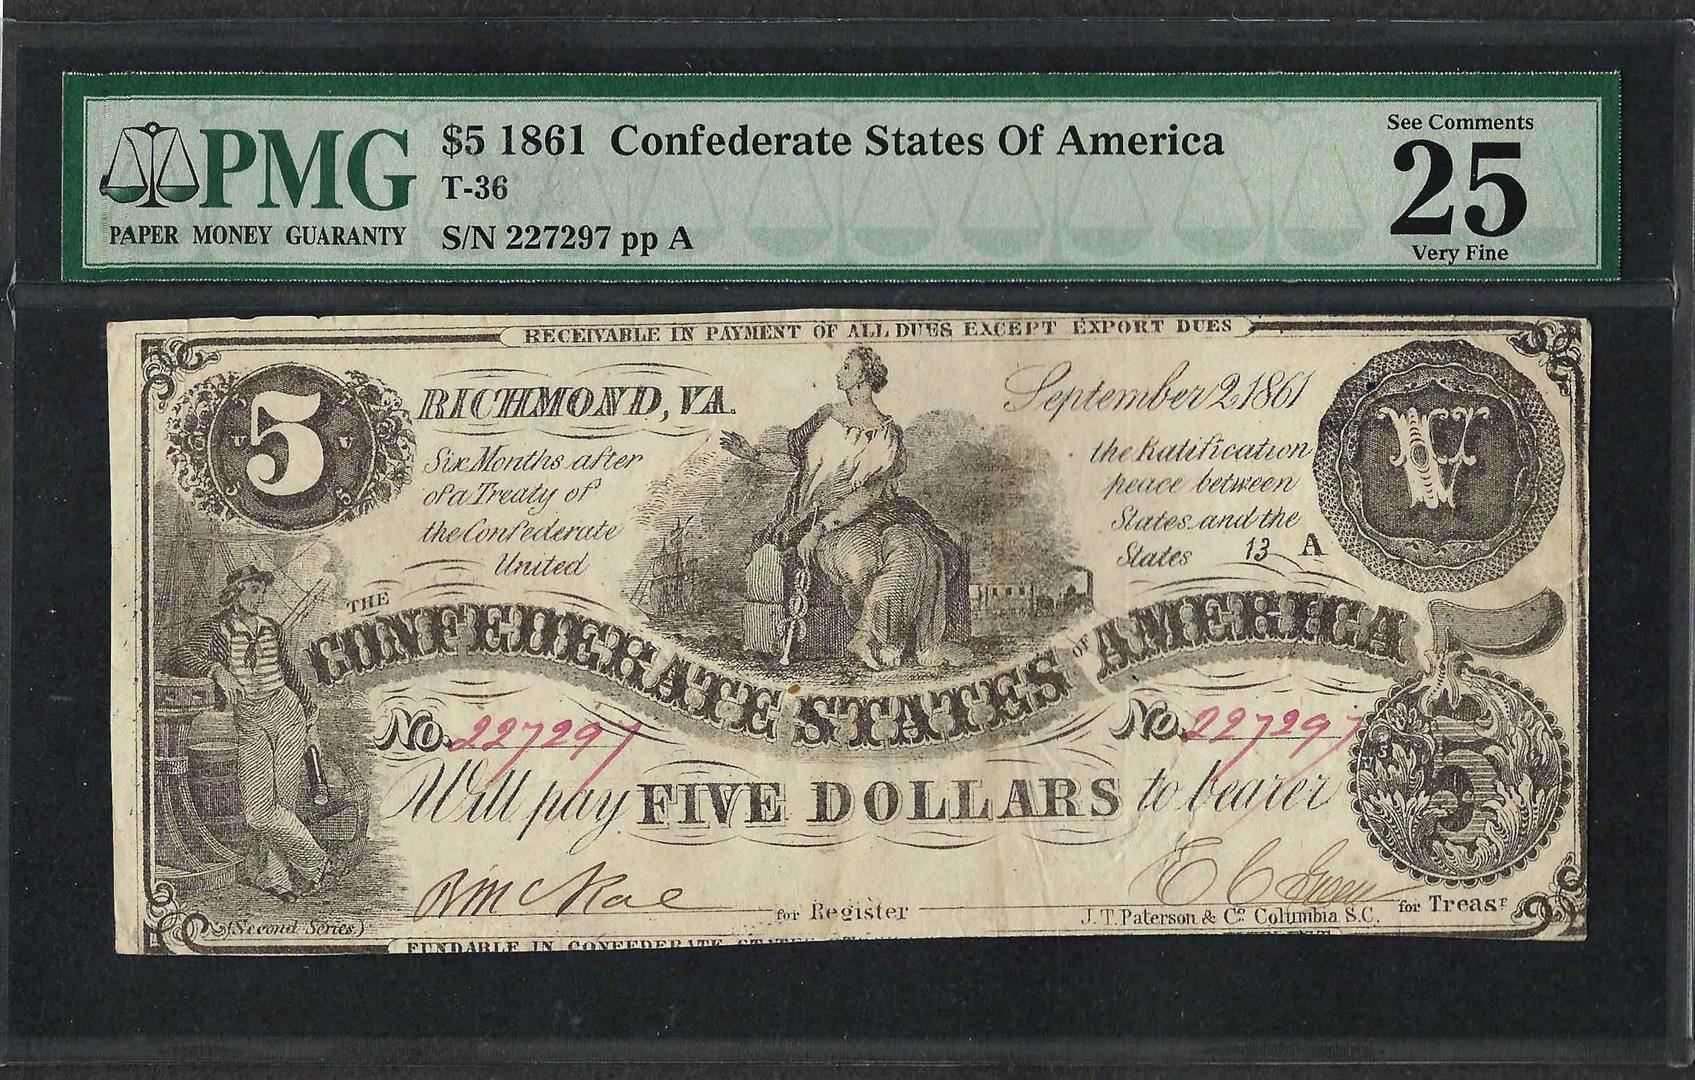 PMG
PAPER MONEY GUARANTY
$5 1861 Confederate States Of America
T-36
S/N 227297 pp A
See Comments
25
Very Fine
RECEIVABLE IN PAYMENT OF ALL DUES EXCEPT EXPORT DUES
5
RICHMOND, VA.
September 2, 1861
V
Six Months after the Ratification
of a Treaty of peace between
the Confederate States and the
United States 13 A
THE CONFEDERATE STATES OF AMERICA
No. 227297 No. 227297
Will pay FIVE DOLLARS to bearer
5
for Register
for Treasr
J. T. Paterson & Co. Columbia S.C.
(Second Series.)
FUNDABLE IN CONFEDERATE